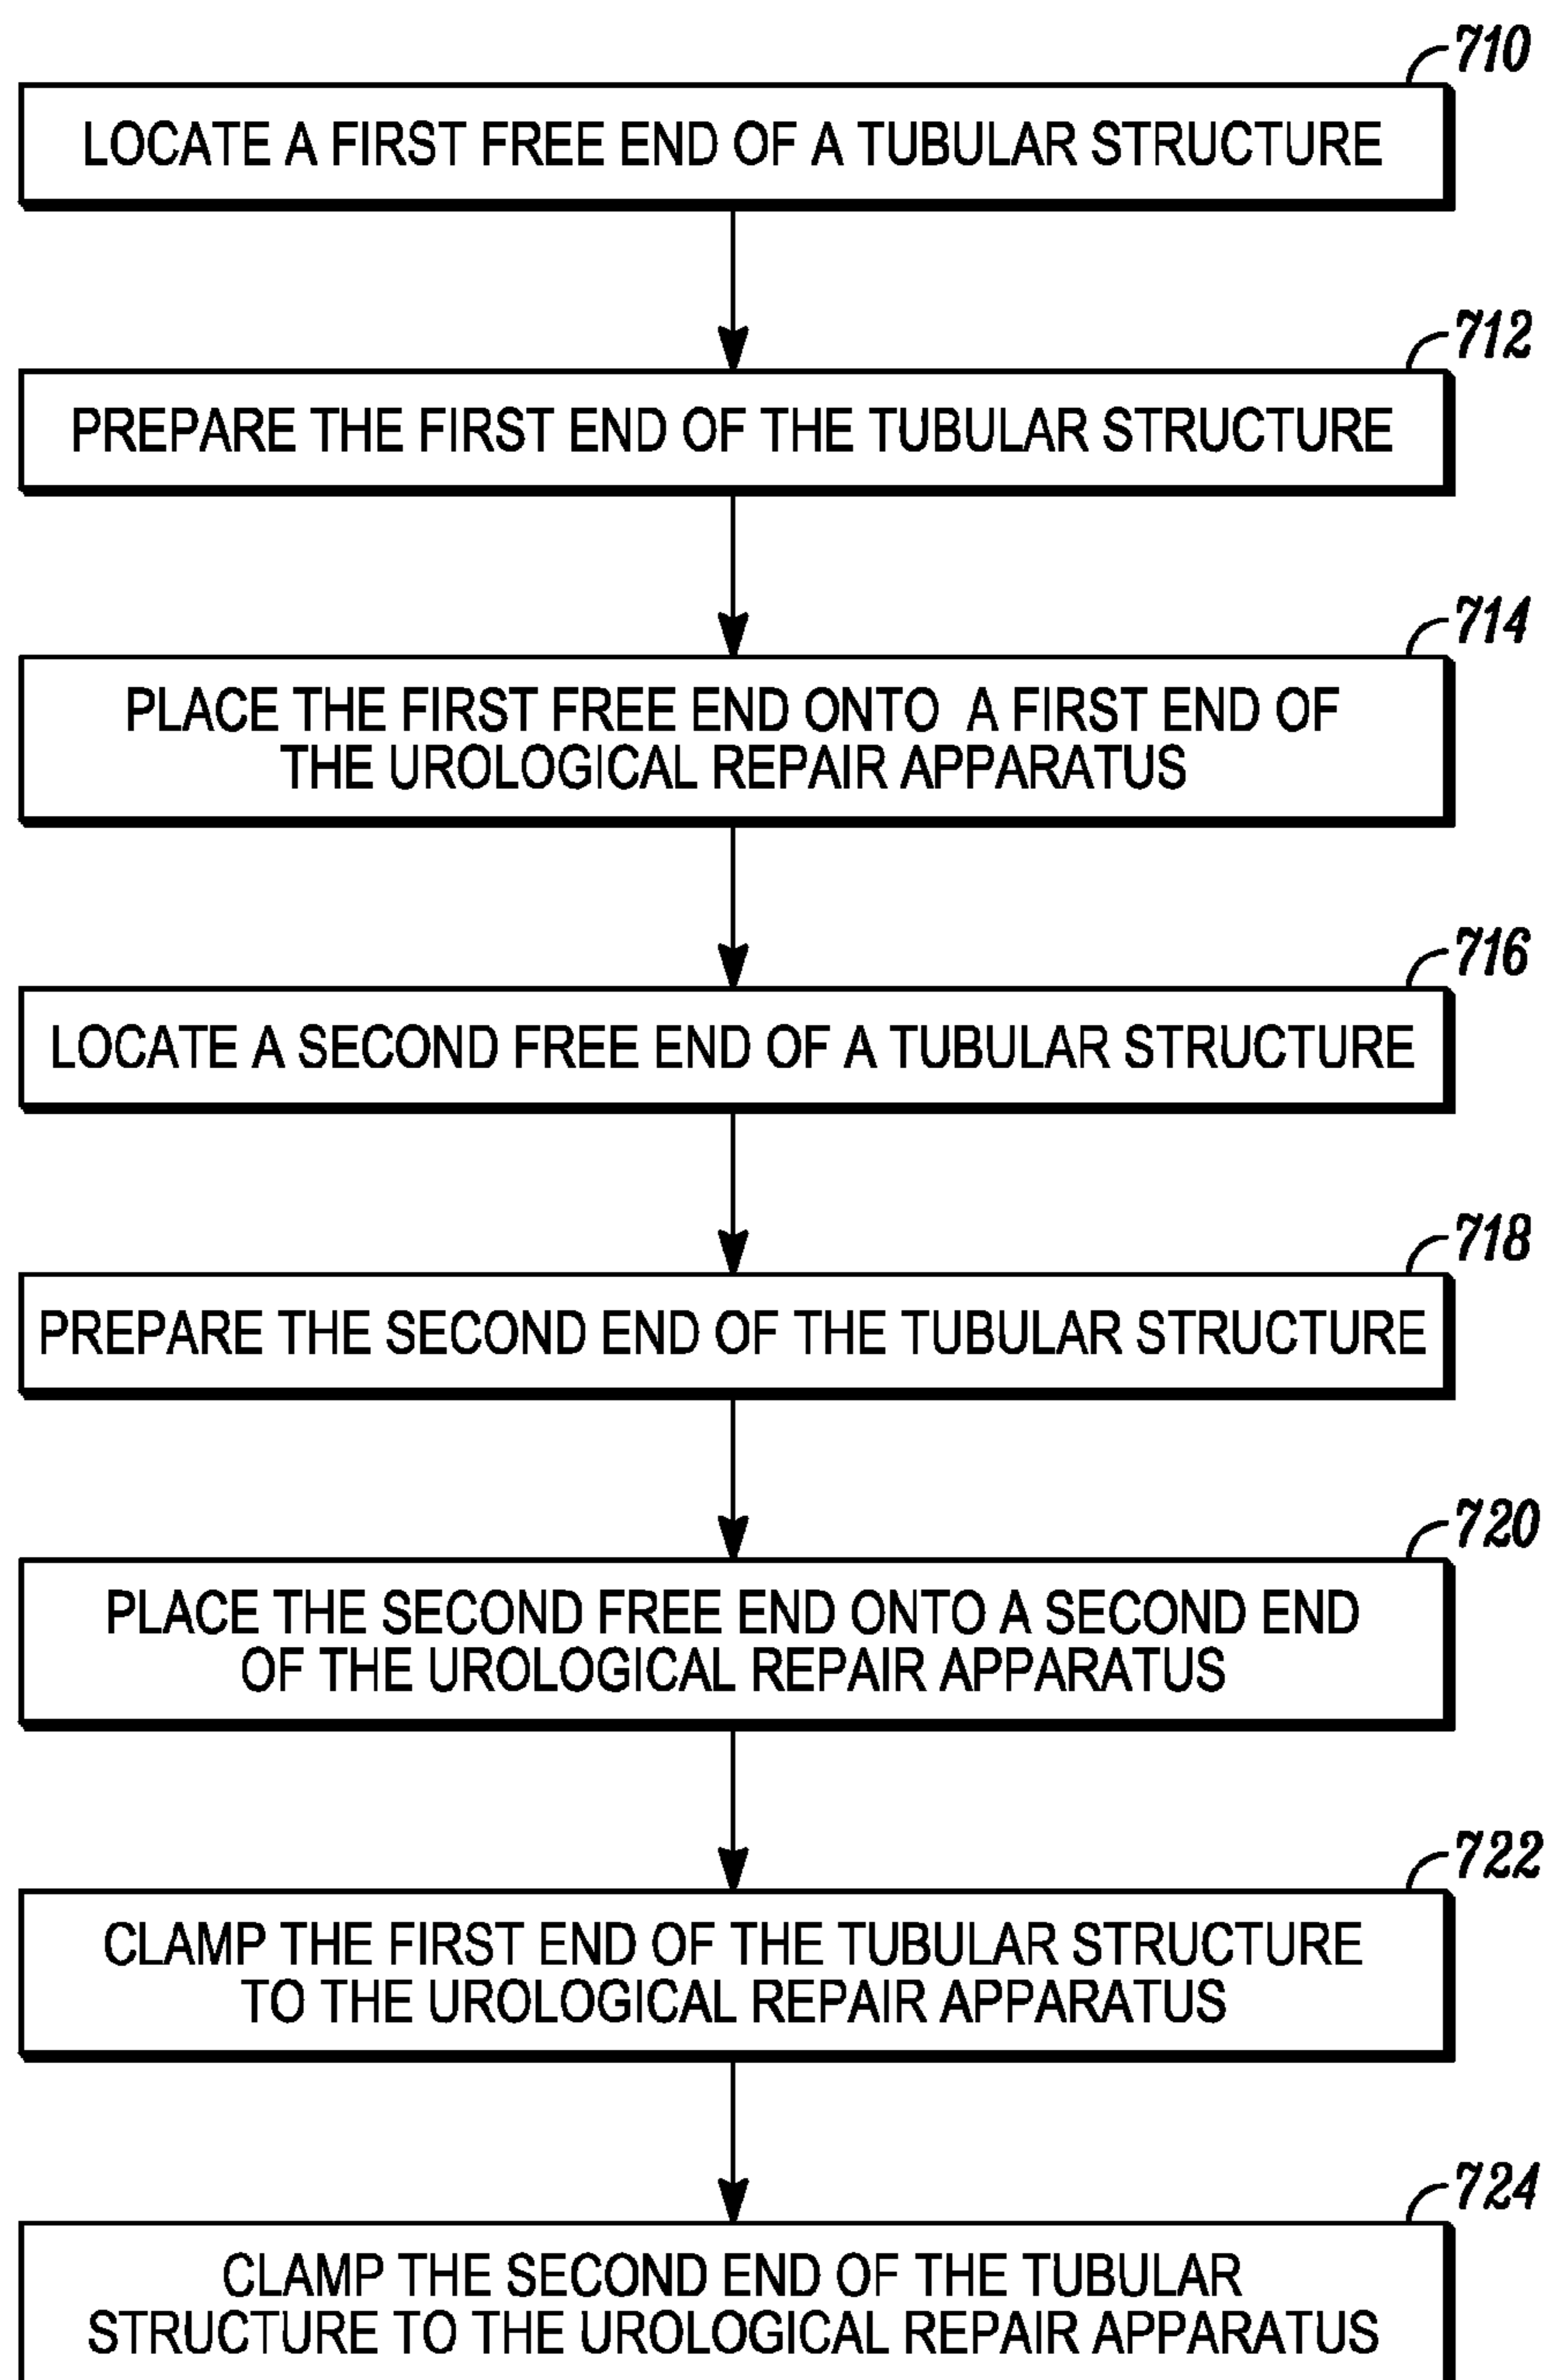 710
LOCATE A FIRST FREE END OF A TUBULAR STRUCTURE
712
PREPARE THE FIRST END OF THE TUBULAR STRUCTURE
714
PLACE THE FIRST FREE END ONTO A FIRST END OF
THE UROLOGICAL REPAIR APPARATUS
716
LOCATE A SECOND FREE END OF A TUBULAR STRUCTURE
718
PREPARE THE SECOND END OF THE TUBULAR STRUCTURE
720
PLACE THE SECOND FREE END ONTO A SECOND END
OF THE UROLOGICAL REPAIR APPARATUS
722
CLAMP THE FIRST END OF THE TUBULAR STRUCTURE
TO THE UROLOGICAL REPAIR APPARATUS
724
CLAMP THE SECOND END OF THE TUBULAR
STRUCTURE TO THE UROLOGICAL REPAIR APPARATUS